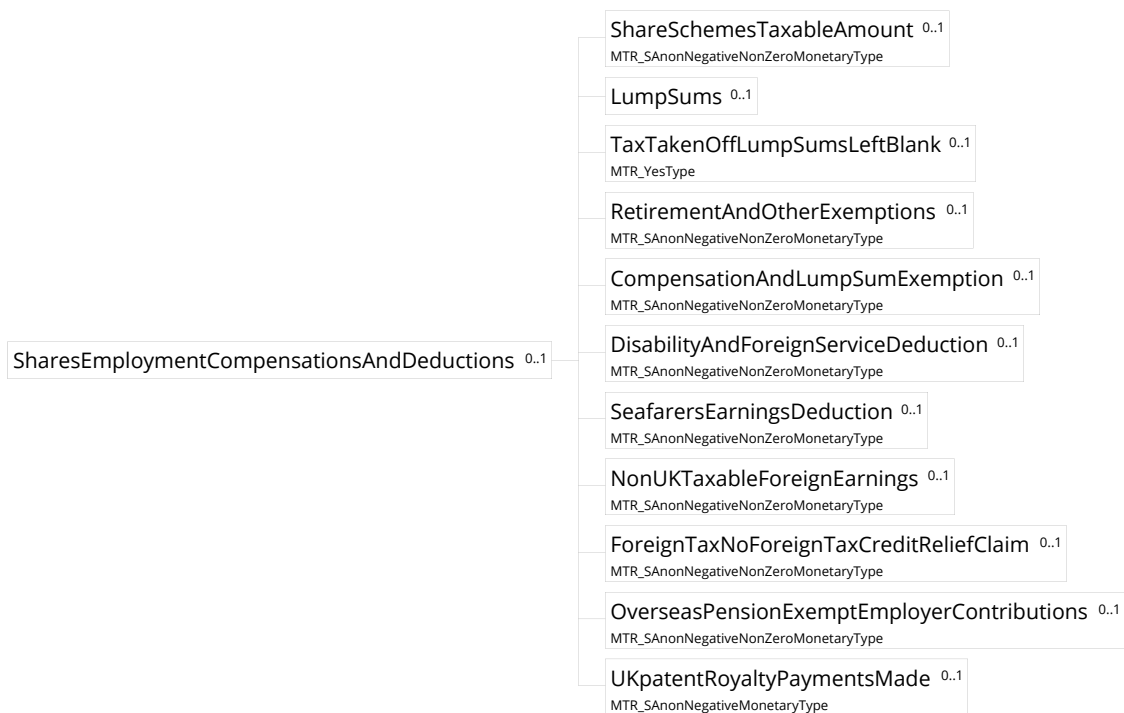 ShareSchemesTaxableAmount 0..1
MTR_SAnonNegativeNonZeroMonetaryType
LumpSums 0..1
TaxTakenOffLumpSumsLeftBlank 0..1
MTR_YesType
RetirementAndOtherExemptions 0..1
MTR_SAnonNegativeNonZeroMonetaryType
CompensationAndLumpSumExemption 0..1
MTR_SAnonNegativeNonZeroMonetaryType
SharesEmploymentCompensationsAndDeductions 0..1
DisabilityAndForeignServiceDeduction 0..1
MTR_SAnonNegativeNonZeroMonetaryType
SeafarersEarningsDeduction 0..1
MTR_SAnonNegativeNonZeroMonetaryType
NonUKTaxableForeignEarnings 0..1
MTR_SAnonNegativeNonZeroMonetaryType
ForeignTaxNoForeignTaxCreditReliefClaim 0..1
MTR_SAnonNegativeNonZeroMonetaryType
OverseasPensionExemptEmployerContributions 0..1
MTR_SAnonNegativeNonZeroMonetaryType
UKpatentRoyaltyPaymentsMade 0..1
MTR_SAnonNegativeMonetaryType